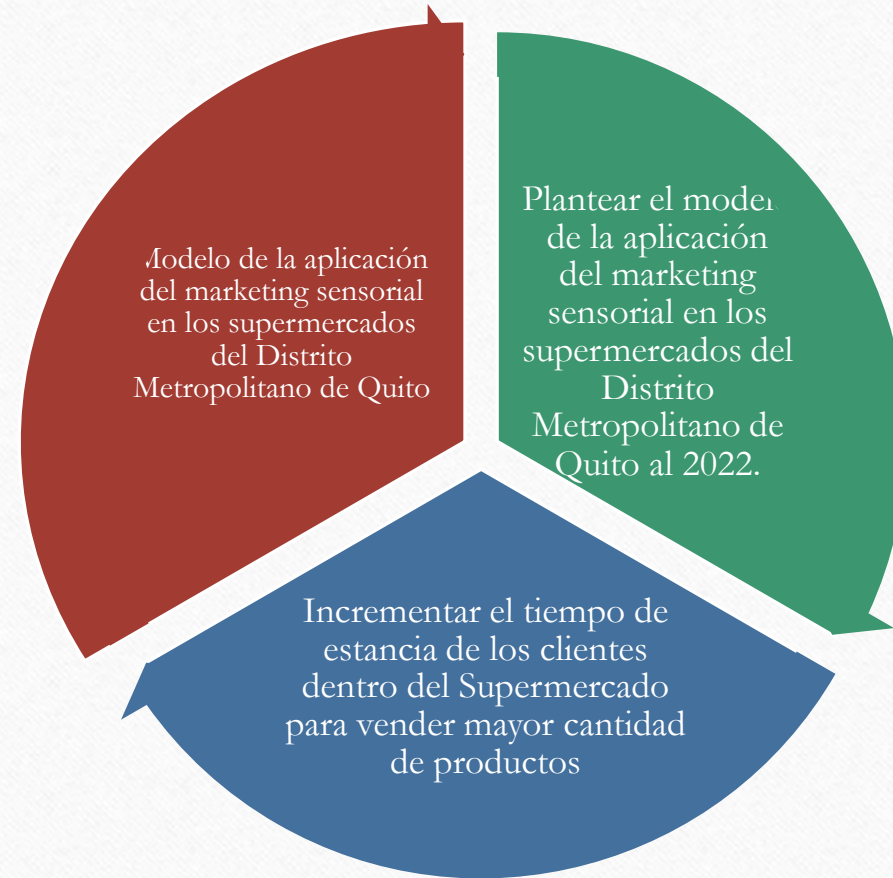 Modelo de la aplicación
del marketing sensorial
en los supermercados
del Distrito
Metropolitano de Quito
Plantear el modelo
de la aplicación
del marketing
sensorial en los
supermercados del
Distrito
Metropolitano de
Quito al 2022.
Incrementar el tiempo de
estancia de los clientes
dentro del Supermercado
para vender mayor cantidad
de productos